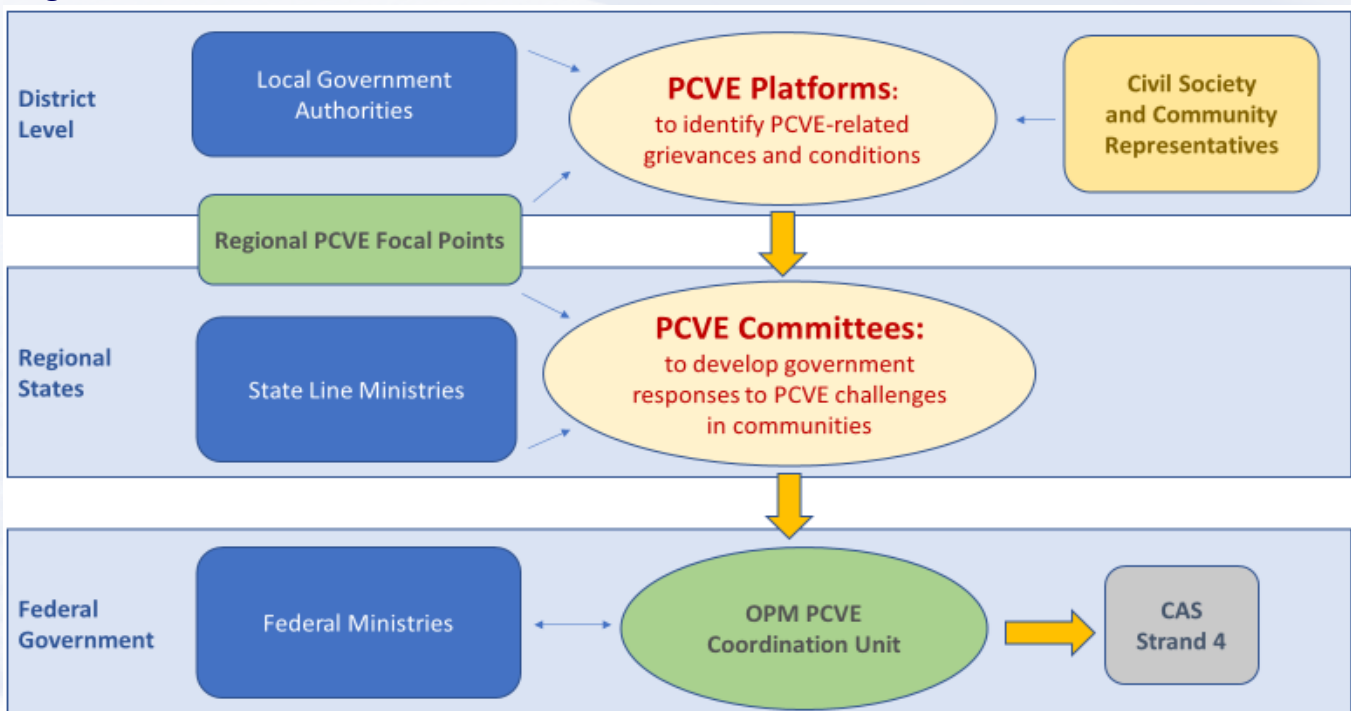 District
Level
Local Government
Authorities
PCVE Platforms:
to identify PCVE-related
grievances and conditions
Civil Society
and Community
Representatives
Regional PCVE Focal Points
Regional
States
State Line Ministries
PCVE Committees:
to develop government
responses to PCVE challenges
in communities
Federal
Government
Federal Ministries
OPM PCVE
Coordination Unit
CAS
Strand 4